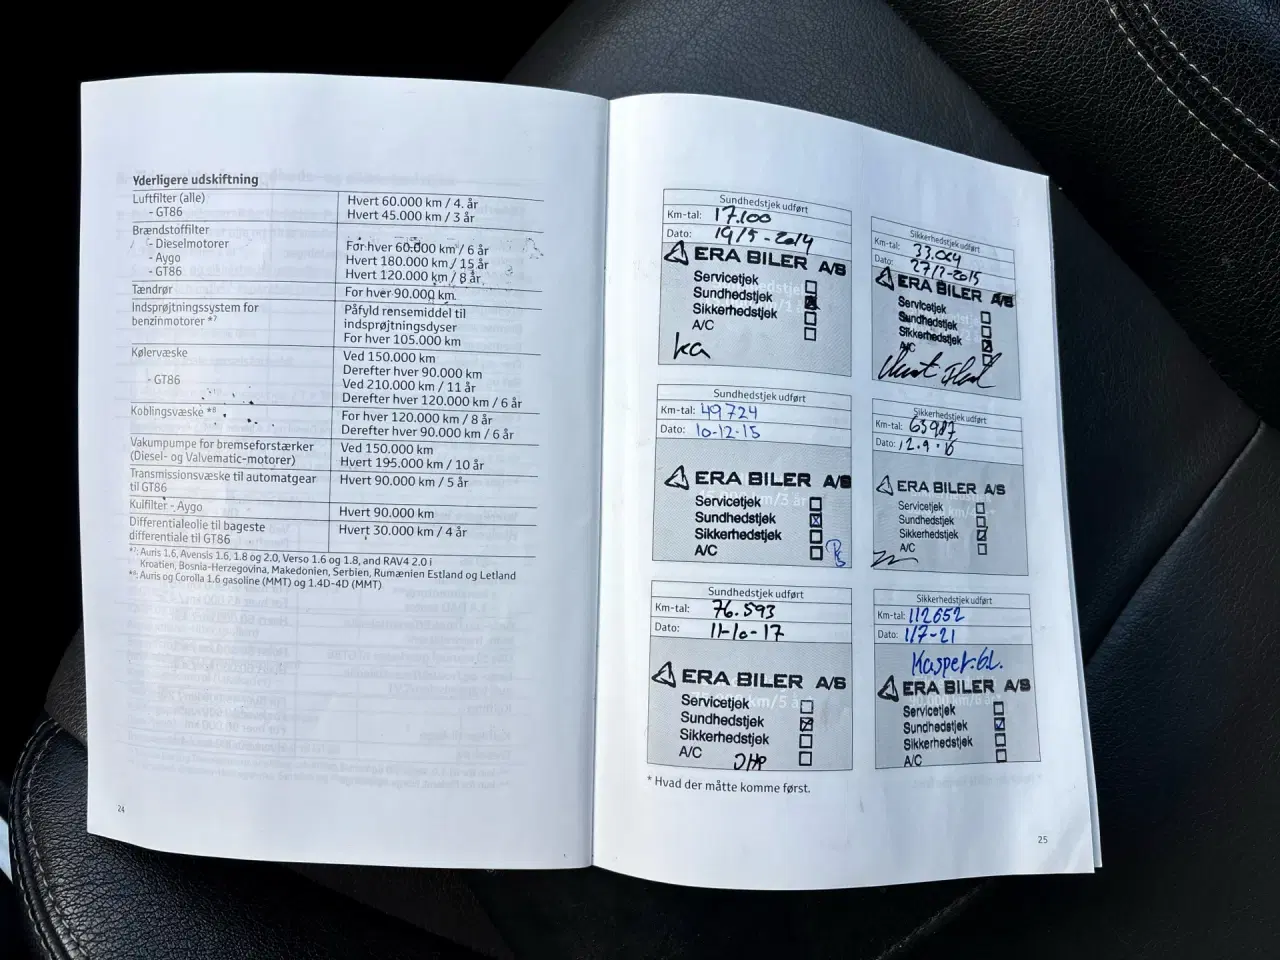 Yderligere udskiftning
Luftfilter (alle)
- GT86
Hvert 60.000 km / 4. år
Hvert 45.000 km / 3 år
Brændstoffilter
- Dieselmotorer
- Aygo
- GT86
For hver 60.000 km / 6 år
Hvert 180.000 km / 15 år
Hvert 120.000 km / 8 år
Tændrør
For hver 90.000 km.
Indsprøjtningssystem for
benzinmotorer *7
Påfyld rensemiddel til
indsprøjtningsdyser
For hver 105.000 km
Kølervæske
- GT86
Ved 150.000 km
Derefter hver 90.000 km
Ved 210.000 km / 11 år
Derefter hver 120.000 km / 6 år
Koblingsvæske *8
For hver 120.000 km / 8 år
Derefter hver 90.000 km / 6 år
Vakumpumpe for bremseforstærker
(Diesel- og Valvematic-motorer)
Ved 150.000 km
Hvert 195.000 km / 10 år
Transmissionsvæske til automatgear
til GT86
Hvert 90.000 km / 5 år
Kulfilter - Aygo
Hvert 90.000 km
Differentialeolie til bageste
differentiale til GT86
Hvert 30.000 km / 4 år
*7: Auris 1.6, Avensis 1.6, 1.8 og 2.0, Verso 1.6 og 1.8, and RAV4 2.0 i
Kroatien, Bosnia-Herzegovina, Makedonien, Serbien, Rumænien Estland og Letland
*8: Auris og Corolla 1.6 gasoline (MMT) og 1.4D-4D (MMT)
24
Sundhedstjek udført
Km-tal: 17.100
Dato: 19/5-2014
ERA BILER A/S
Servicetjek
Sundhedstjek
Sikkerhedstjek
A/C
ka
Sikkerhedstjek udført
Km-tal: 33.064
Dato: 27/1-2015
ERA BILER A/S
Servicetjek
Sundhedstjek
Sikkerhedstjek
A/C
Sundhedstjek udført
Km-tal: 49724
Dato: 10-12-15
ERA BILER A/S
Servicetjek
Sundhedstjek
Sikkerhedstjek
A/C
Sikkerhedstjek udført
Km-tal: 63987
Dato: 12.9.16
ERA BILER A/S
Servicetjek
Sundhedstjek
Sikkerhedstjek
A/C
Sundhedstjek udført
Km-tal: 76.593
Dato: 11-10-17
ERA BILER A/S
Servicetjek
Sundhedstjek
Sikkerhedstjek
A/C
JHP
Sikkerhedstjek udført
Km-tal: 112652
Dato: 1/7-21
Kasper.GL.
ERA BILER A/S
Servicetjek
Sundhedstjek
Sikkerhedstjek
A/C
* Hvad der måtte komme først.
25